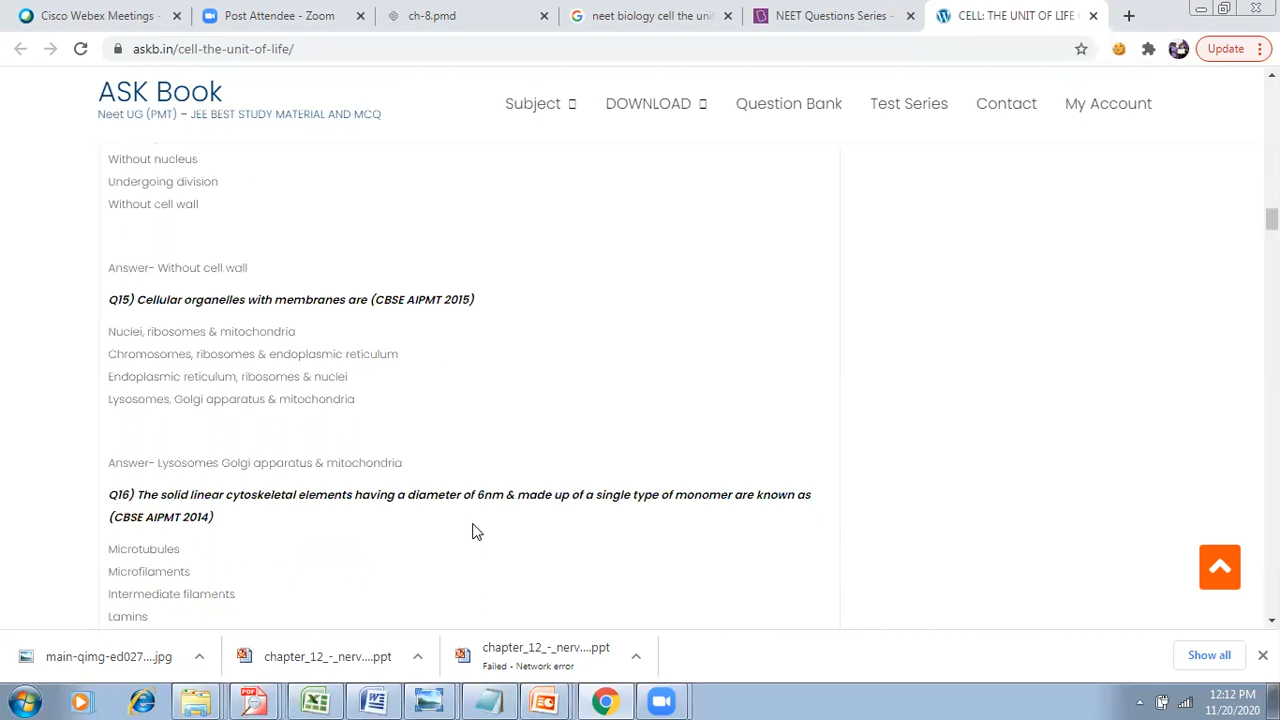 Cisco Webex Meetings -
Post Attendee - Zoom
ch-8.pmd
neet biology cell the uni
NEET Questions Series -
CELL: THE UNIT OF LIFE
askb.in/cell-the-unit-of-life/
Update
ASK Book
Neet UG (PMT) – JEE BEST STUDY MATERIAL AND MCQ
Subject
DOWNLOAD
Question Bank
Test Series
Contact
My Account
Without nucleus
Undergoing division
Without cell wall
Answer- Without cell wall
Q15) Cellular organelles with membranes are (CBSE AIPMT 2015)
Nuclei, ribosomes & mitochondria
Chromosomes, ribosomes & endoplasmic reticulum
Endoplasmic reticulum, ribosomes & nuclei
Lysosomes, Golgi apparatus & mitochondria
Answer- Lysosomes Golgi apparatus & mitochondria
Q16) The solid linear cytoskeletal elements having a diameter of 6nm & made up of a single type of monomer are known as
(CBSE AIPMT 2014)
Microtubules
Microfilaments
Intermediate filaments
Lamins
main-qimg-ed027....jpg
chapter_12_-_nerv....ppt
chapter_12_-_nerv....ppt
Failed - Network error
Show all
12:12 PM
11/20/2020